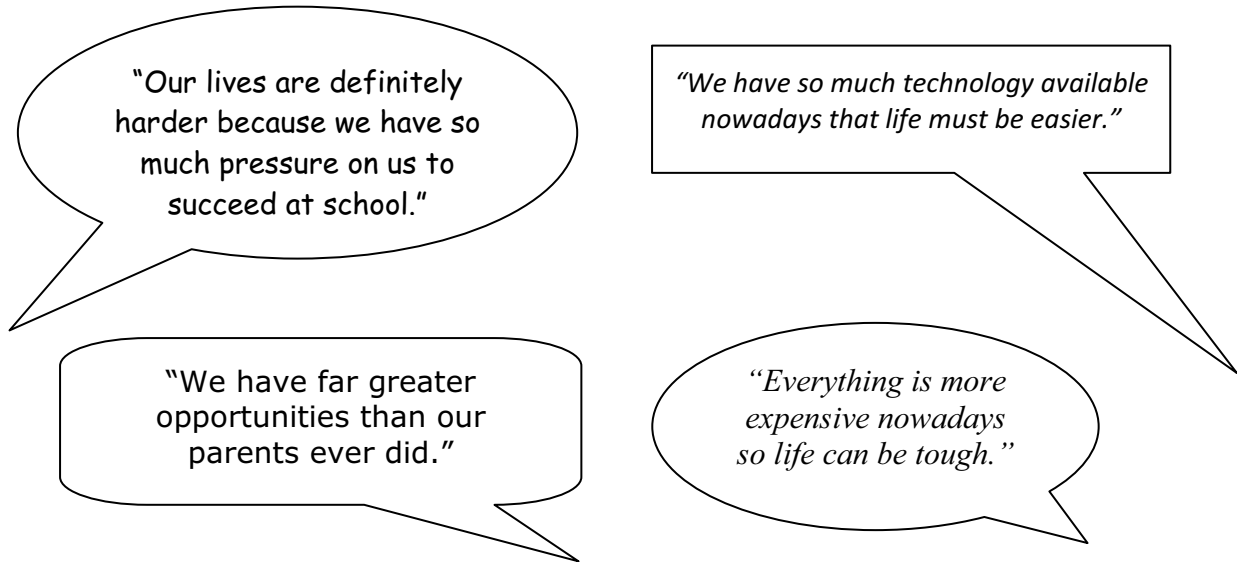 “Our lives are definitely
harder because we have so
much pressure on us to
succeed at school.”
“We have so much technology available
nowadays that life must be easier.”
“We have far greater
opportunities than our
parents ever did.”
“Everything is more
expensive nowadays
so life can be tough.”